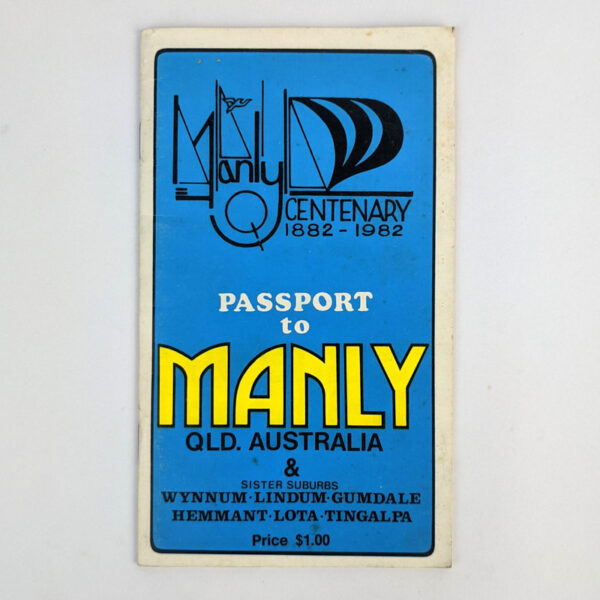 Manly
Q
CENTENARY
1882-1982
PASSPORT
to
MANLY
QLD. AUSTRALIA
&
SISTER SUBURBS
WYNNUM·LINDUM·GUMDALE
HEMMANT·LOTA·TINGALPA
Price $1.00